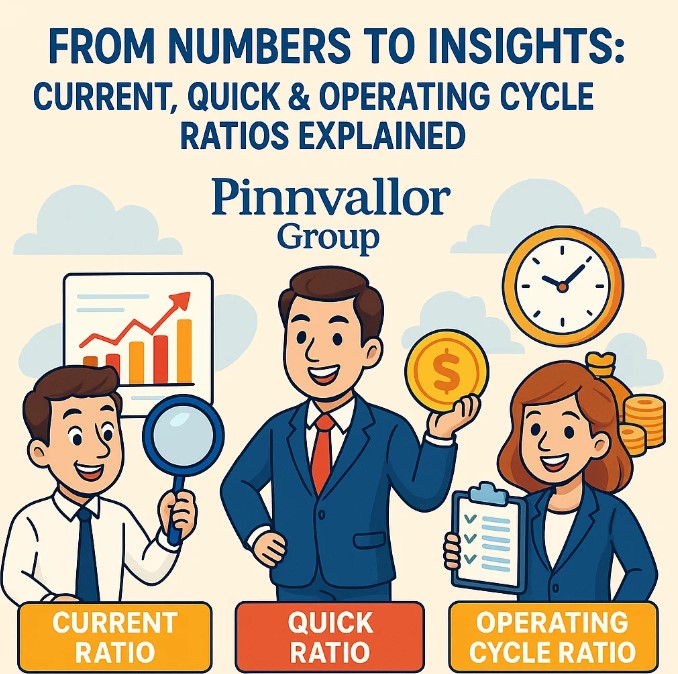 FROM NUMBERS TO INSIGHTS:
CURRENT, QUICK & OPERATING CYCLE
RATIOS EXPLAINED
Pinnvallor
Group
$
CURRENT
RATIO
QUICK
RATIO
OPERATING
CYCLE RATIO